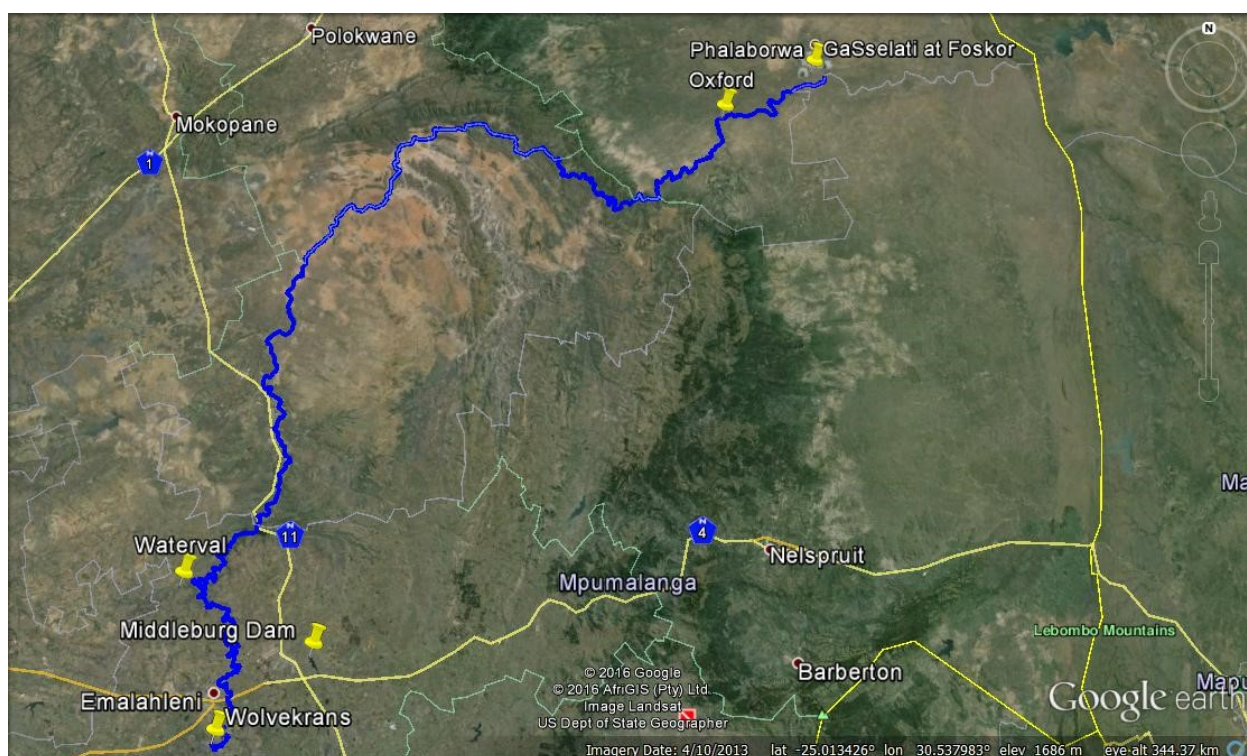 N
Polokwane
Phalaborwa SGaSselati at Foskor
Oxford
Mokopane
N
1
Ma
N
11
N
4
Waterval
Nelspruit
Mpumalanga
Middleburg Dam
Lebombo Mountains
Barberton
© 2016 Google
Emalahleni
© 2016 AfriGIS (Pty) Ltd.
Mapu
Google earth
Image Landsat
Wolvekrans
US Dept of State Geographer
Imagery Date: 4/10/2013 lat -25.013426° lon 30.537983° elev 1686 m eye-alt 344.37 km